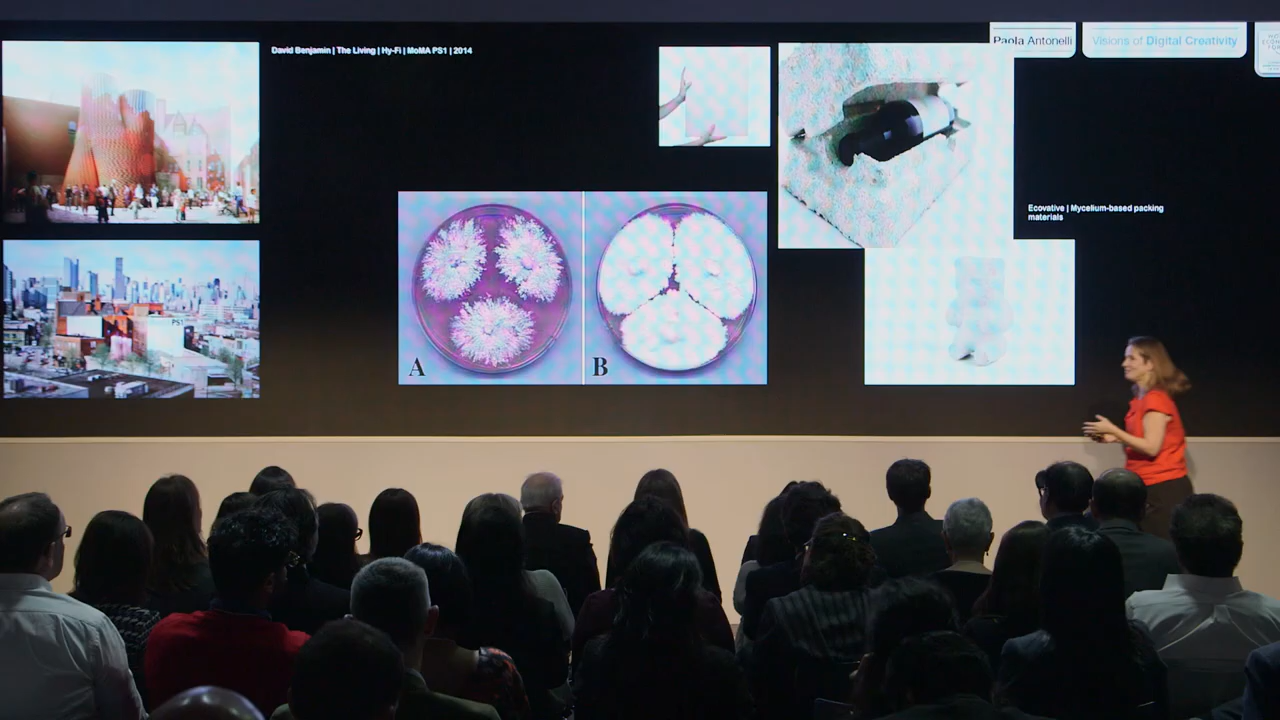 David Benjamin | The Living | Hy-Fi | MoMA PS1 | 2014
Paola Antonelli
Visions of Digital Creativity
Ecovative | Mycelium-based packing
materials
PS1
A
B